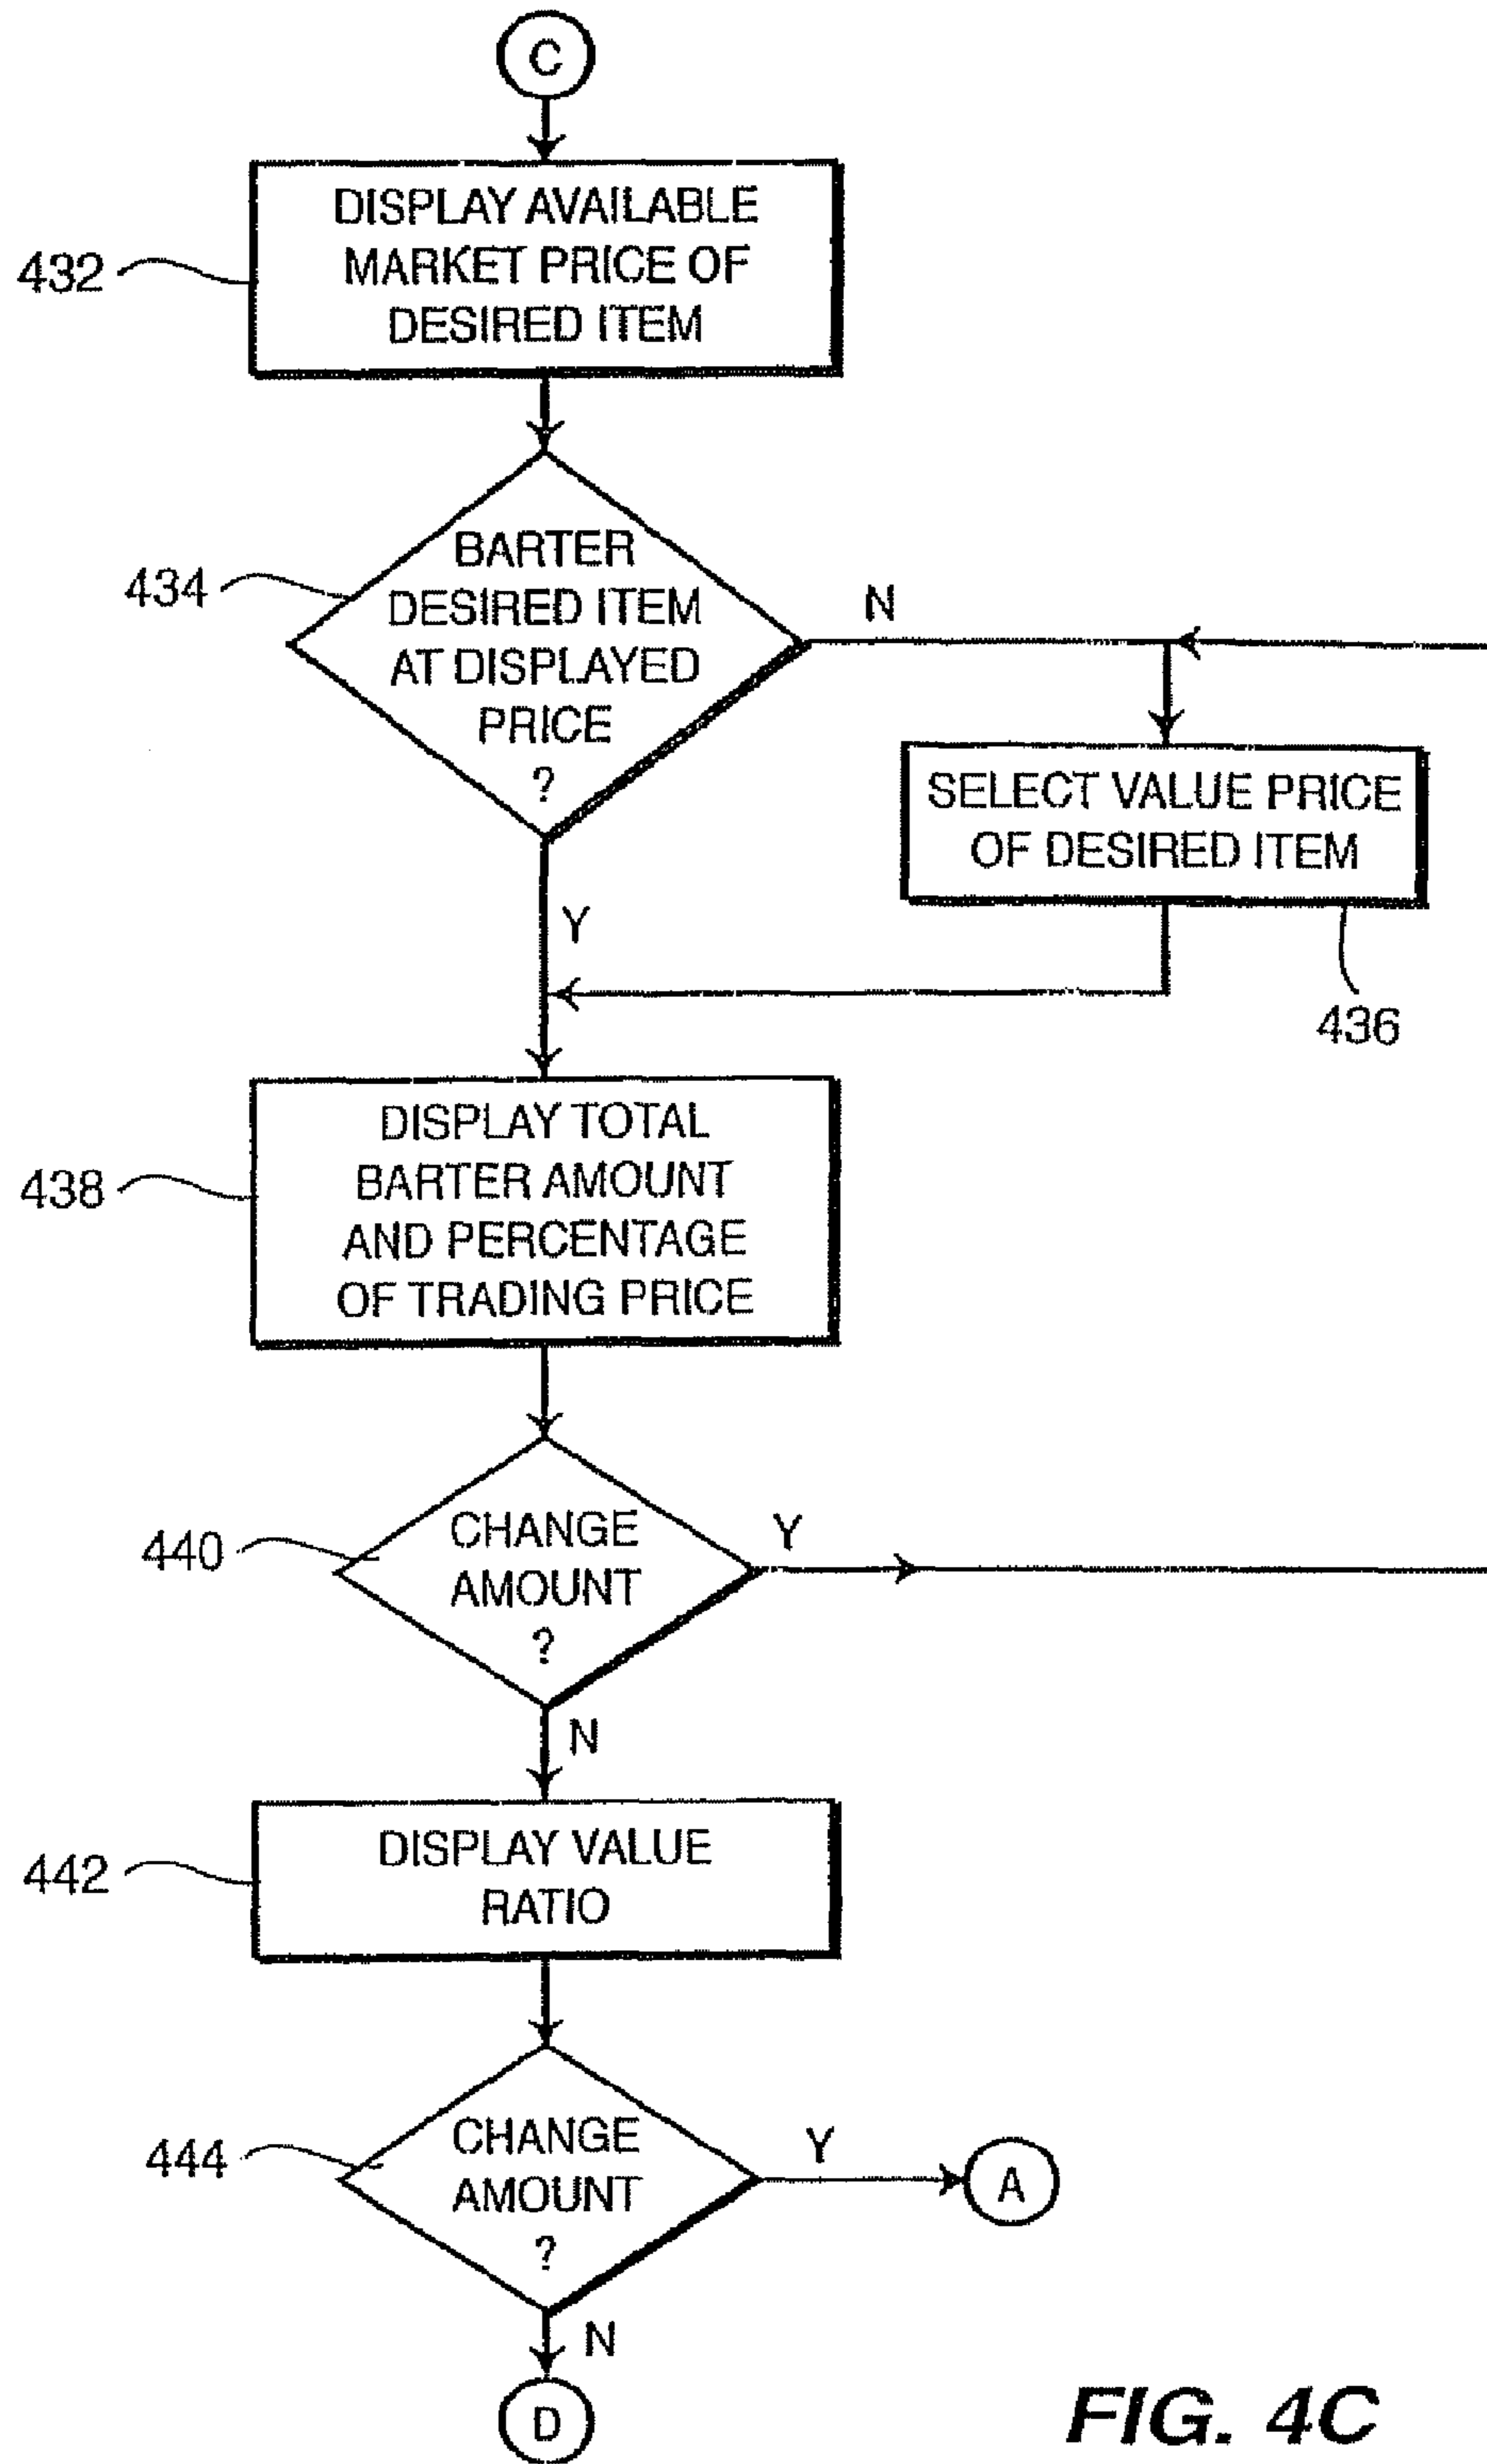 C
DISPLAY AVAILABLE
MARKET PRICE OF
DESIRED ITEM
432
BARTER
DESIRED ITEM
AT DISPLAYED
PRICE
?
434
N
SELECT VALUE PRICE
OF DESIRED ITEM
436
Y
DISPLAY TOTAL
BARTER AMOUNT
AND PERCENTAGE
OF TRADING PRICE
438
CHANGE
AMOUNT
?
440
Y
N
DISPLAY VALUE
RATIO
442
CHANGE
AMOUNT
?
444
Y
A
N
D
FIG. 4C